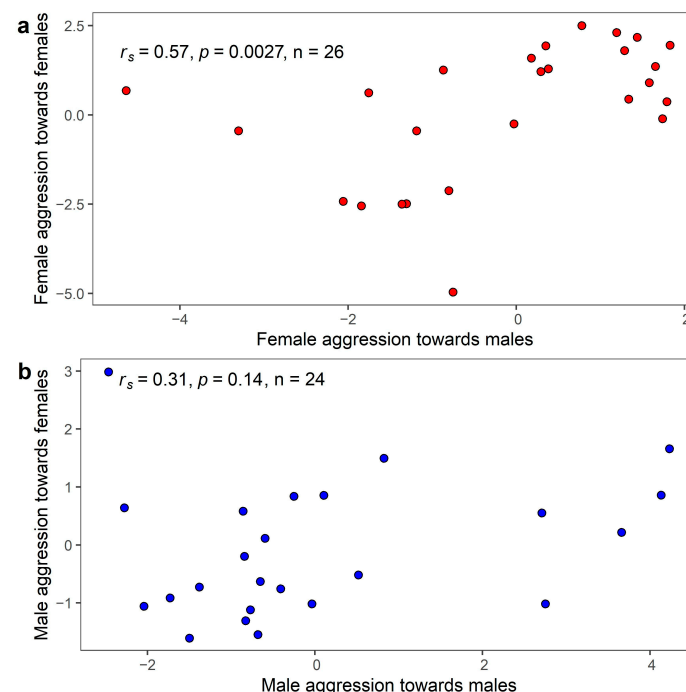 a
r_s = 0.57, p = 0.0027, n = 26
Female aggression towards females
2.5
0.0
−2.5
−5.0
−4
−2
0
2
Female aggression towards males
b
r_s = 0.31, p = 0.14, n = 24
Male aggression towards females
3
2
1
0
−1
−2
0
2
4
Male aggression towards males